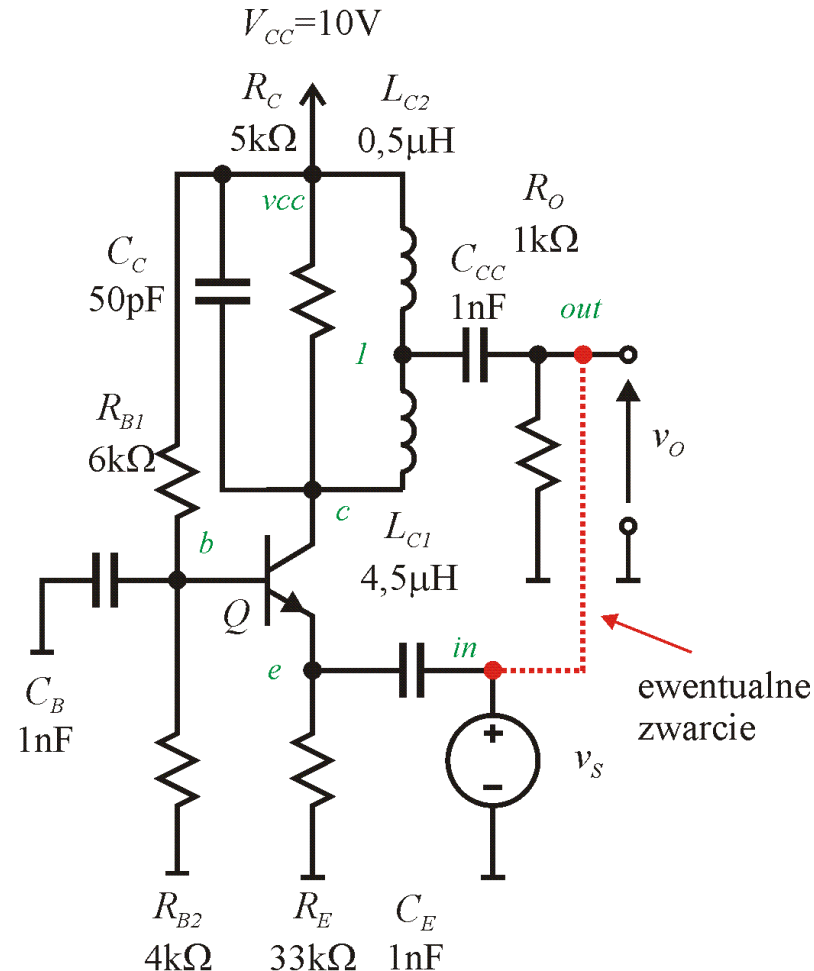 V_CC=10V
R_C
5kΩ
L_C2
0,5μH
vcc
R_O
1kΩ
C_C
50pF
C_CC
1nF
out
1
R_B1
6kΩ
v_O
c
b
L_C1
4,5μH
Q
e
in
C_B
1nF
ewentualne
zwarcie
v_S
R_B2
4kΩ
R_E
33kΩ
C_E
1nF